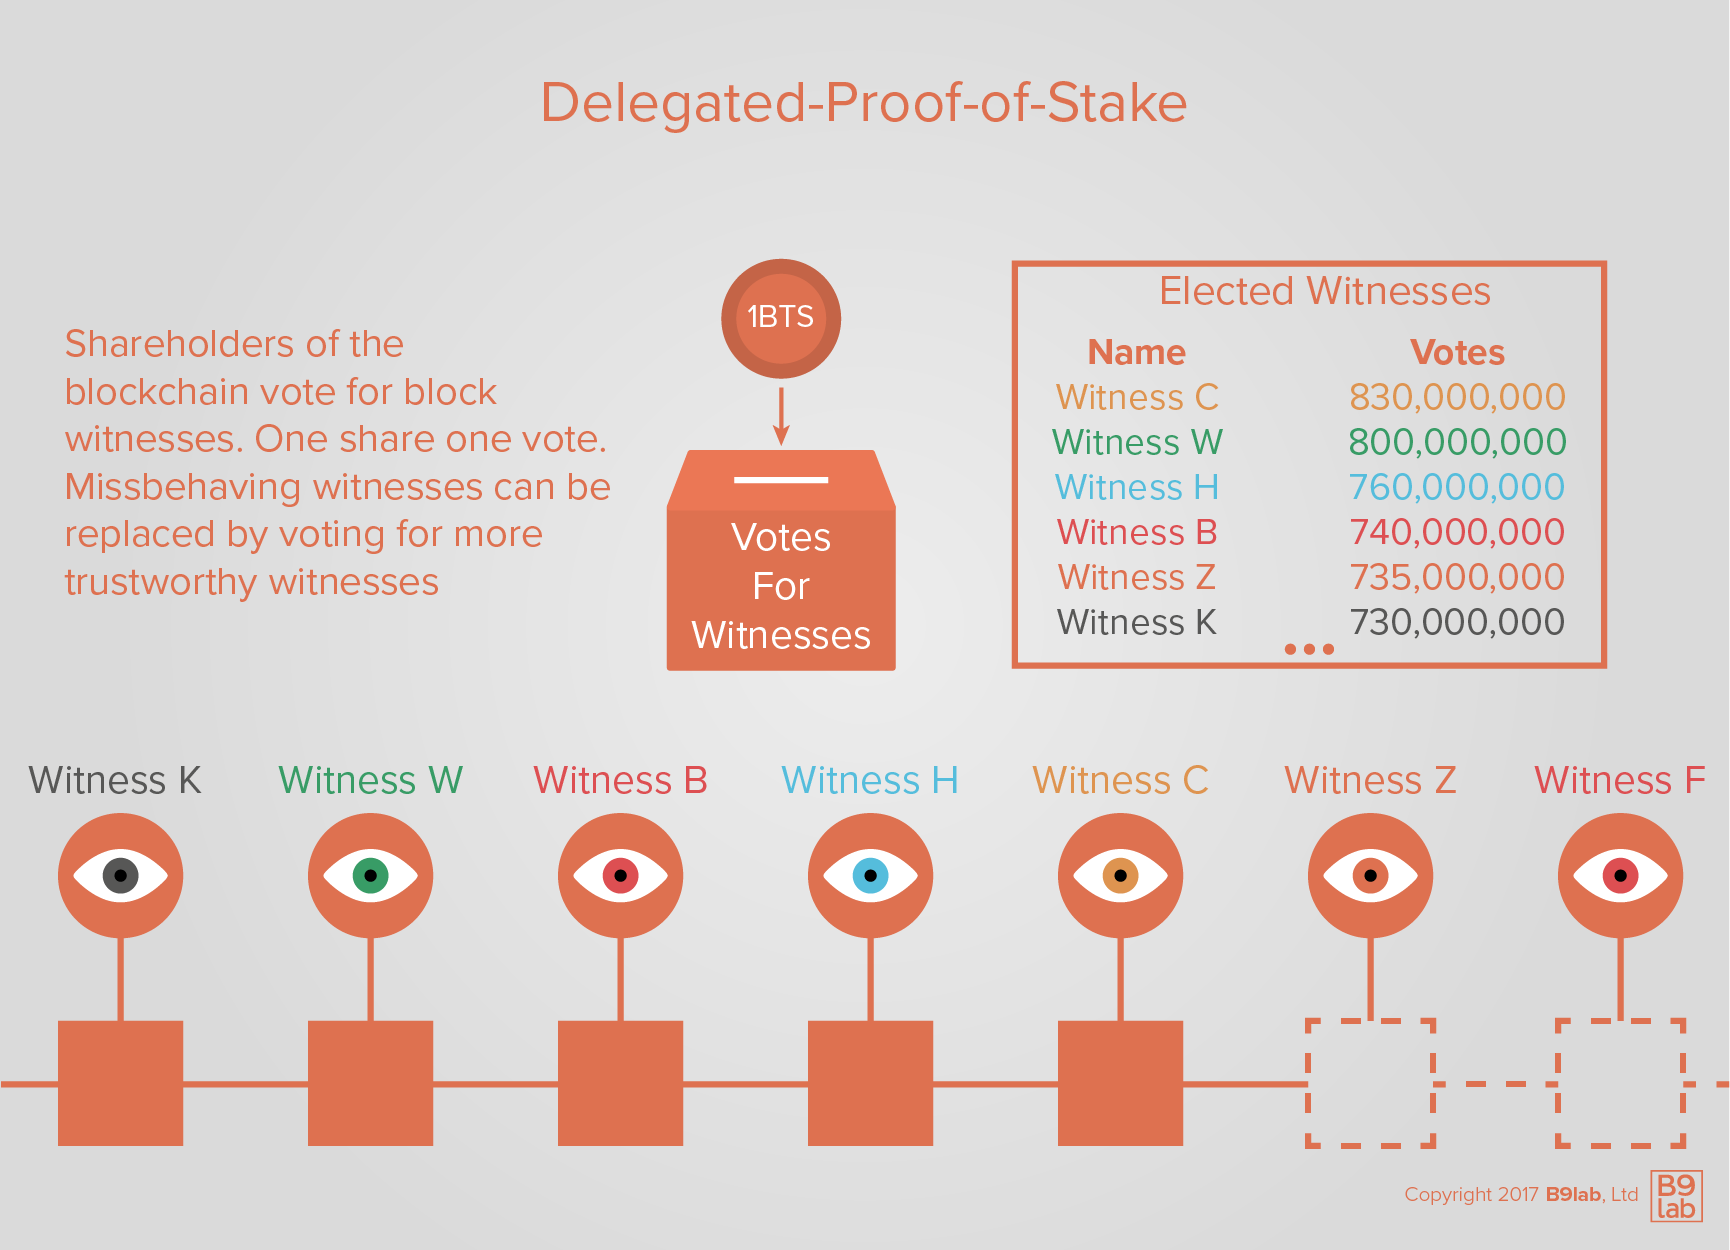 Delegated-Proof-of-Stake
Shareholders of the
blockchain vote for block
witnesses. One share one vote.
Missbehaving witnesses can be
replaced by voting for more
trustworthy witnesses
1BTS
Votes
For
Witnesses
Elected Witnesses
Name Votes
Witness C 830,000,000
Witness W 800,000,000
Witness H 760,000,000
Witness B 740,000,000
Witness Z 735,000,000
Witness K 730,000,000
...
Witness K Witness W Witness B Witness H Witness C Witness Z Witness F
Copyright 2017 B9lab, Ltd
B9
lab